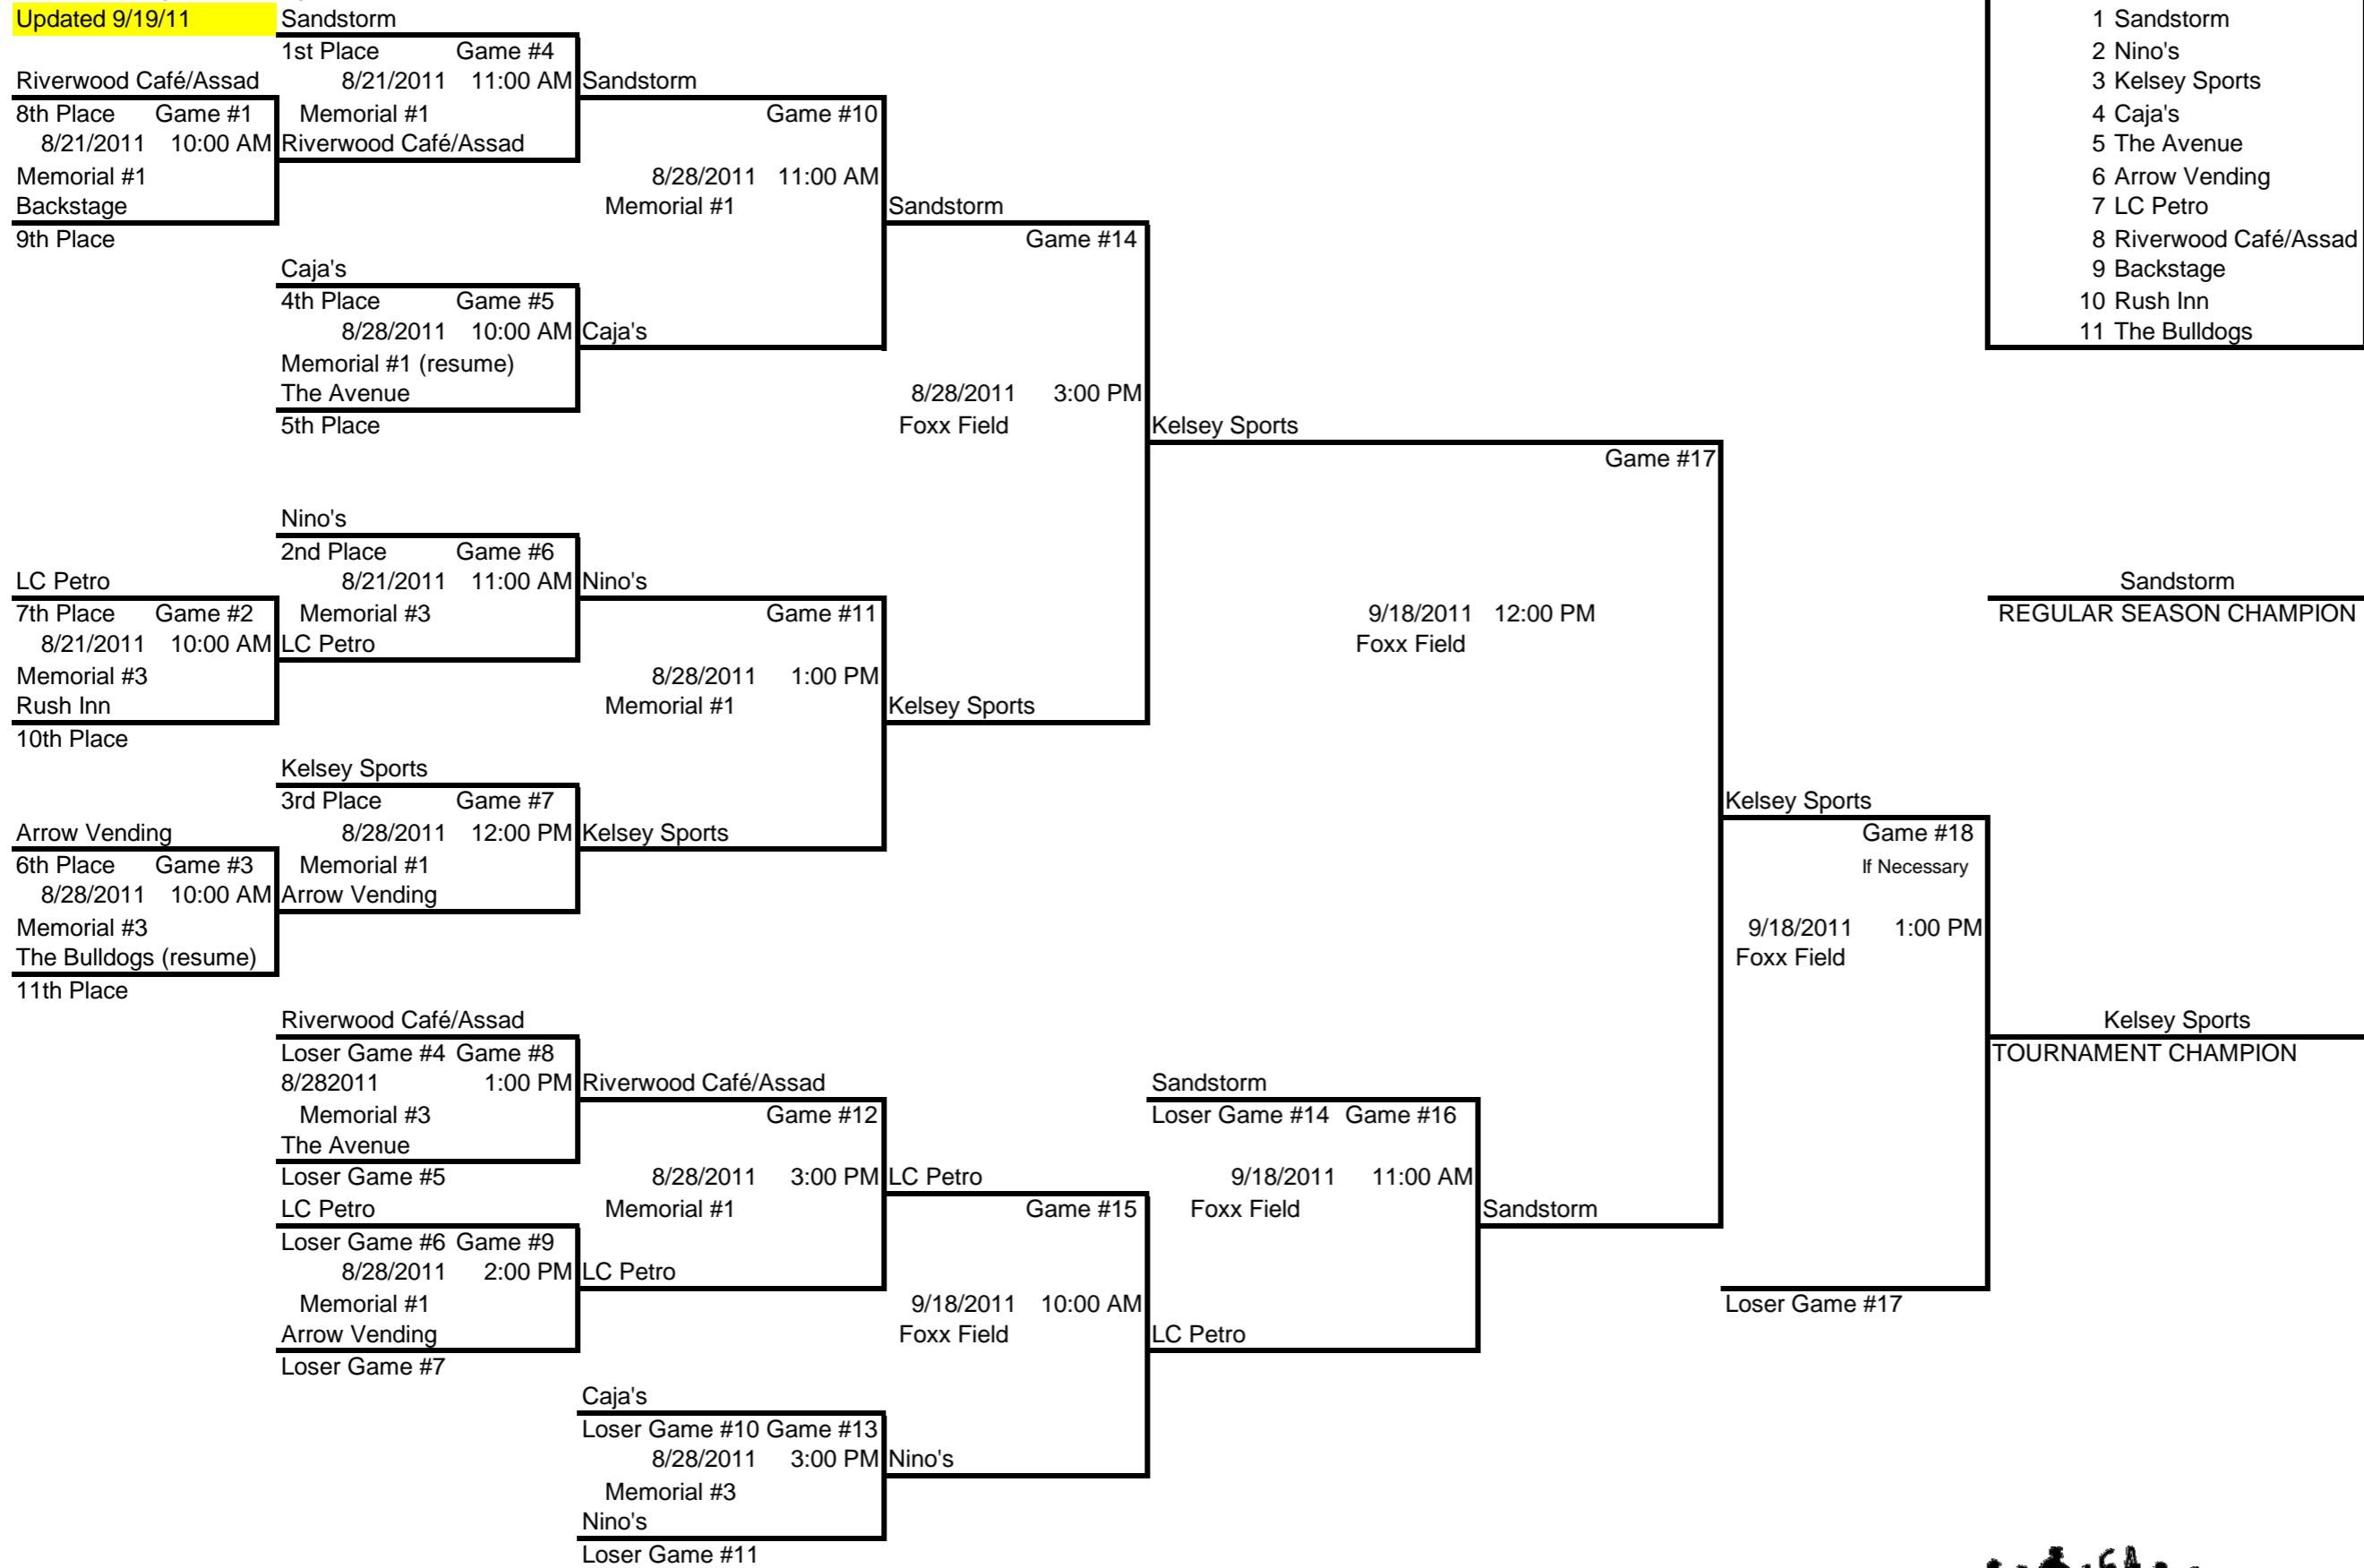 Updated 9/19/11
Sandstorm
1st Place Game #4
8/21/2011 11:00 AM
Memorial #1
Riverwood Café/Assad
Riverwood Café/Assad
8th Place Game #1
8/21/2011 10:00 AM
Memorial #1
Backstage
9th Place
Sandstorm
Game #10
8/28/2011 11:00 AM
Memorial #1
Caja's
4th Place Game #5
8/28/2011 10:00 AM
Memorial #1 (resume)
The Avenue
5th Place
Caja's
Sandstorm
Game #14
8/28/2011 3:00 PM
Foxx Field
Nino's
2nd Place Game #6
8/21/2011 11:00 AM
Memorial #3
LC Petro
LC Petro
7th Place Game #2
8/21/2011 10:00 AM
Memorial #3
Rush Inn
10th Place
Nino's
Game #11
8/28/2011 1:00 PM
Memorial #1
Kelsey Sports
3rd Place Game #7
8/28/2011 12:00 PM
Memorial #1
Arrow Vending
Arrow Vending
6th Place Game #3
8/28/2011 10:00 AM
Memorial #3
The Bulldogs (resume)
11th Place
Kelsey Sports
Kelsey Sports
Kelsey Sports
Game #17
9/18/2011 12:00 PM
Foxx Field
Riverwood Café/Assad
Loser Game #4 Game #8
8/282011 1:00 PM
Memorial #3
The Avenue
Loser Game #5
Riverwood Café/Assad
Game #12
8/28/2011 3:00 PM
Memorial #1
LC Petro
Loser Game #6 Game #9
8/28/2011 2:00 PM
Memorial #1
Arrow Vending
Loser Game #7
LC Petro
LC Petro
Game #15
9/18/2011 10:00 AM
Foxx Field
Caja's
Loser Game #10 Game #13
8/28/2011 3:00 PM
Memorial #3
Nino's
Loser Game #11
Nino's
Sandstorm
Loser Game #14 Game #16
9/18/2011 11:00 AM
Foxx Field
LC Petro
Sandstorm
Kelsey Sports
Game #18
If Necessary
9/18/2011 1:00 PM
Foxx Field
Loser Game #17
1 Sandstorm
2 Nino's
3 Kelsey Sports
4 Caja's
5 The Avenue
6 Arrow Vending
7 LC Petro
8 Riverwood Café/Assad
9 Backstage
10 Rush Inn
11 The Bulldogs
Sandstorm
REGULAR SEASON CHAMPION
Kelsey Sports
TOURNAMENT CHAMPION